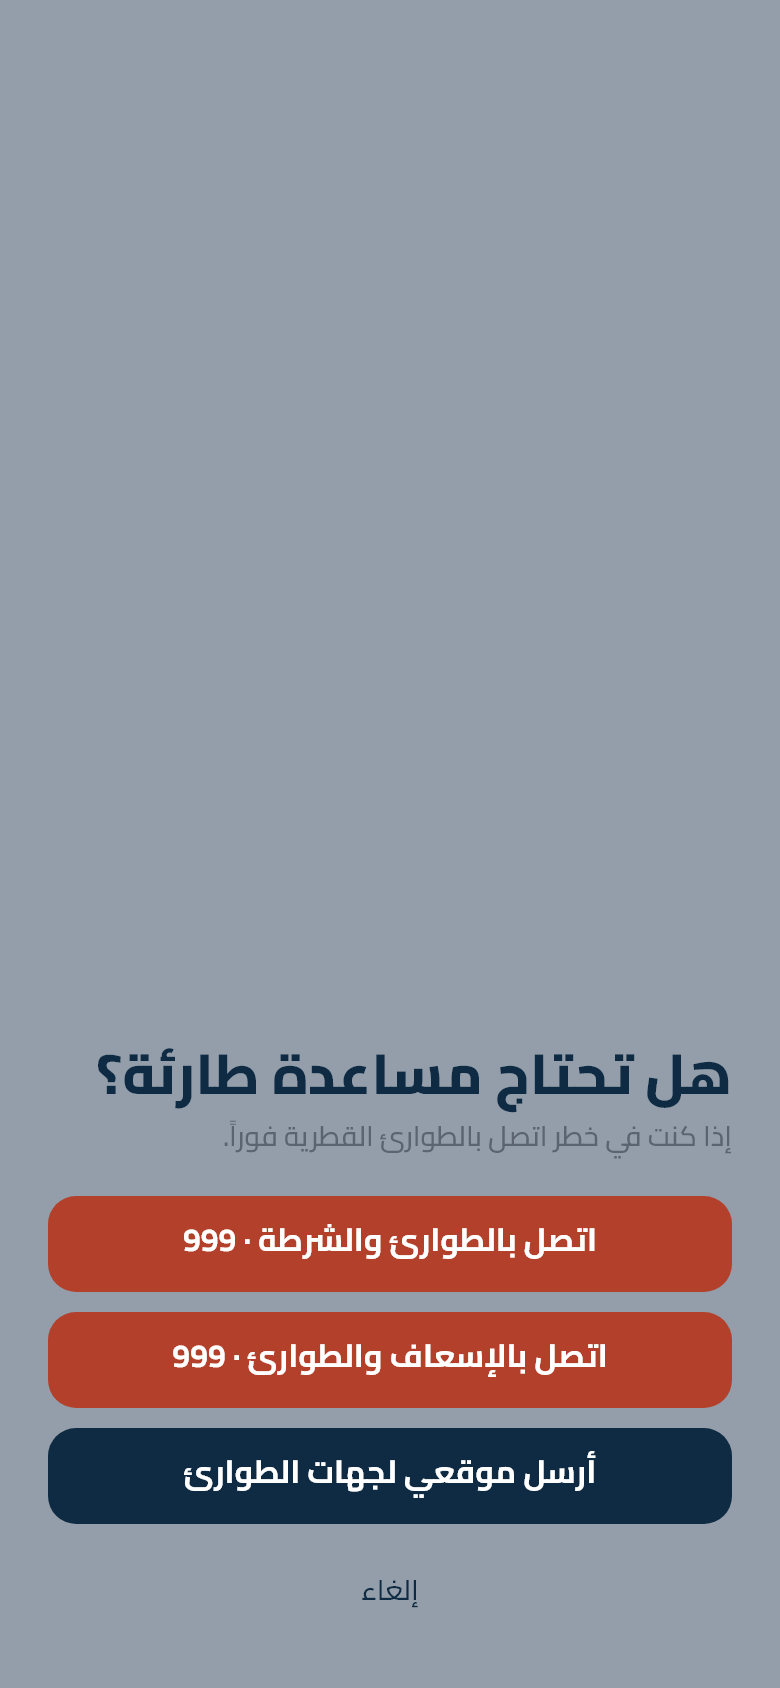 هل تحتاج مساعدة طارئة؟
إذا كنت في خطر اتصل بالطوارئ القطرية فوراً.
اتصل بالطوارئ والشرطة · 999
اتصل بالإسعاف والطوارئ · 999
أرسل موقعي لجهات الطوارئ
إلغاء